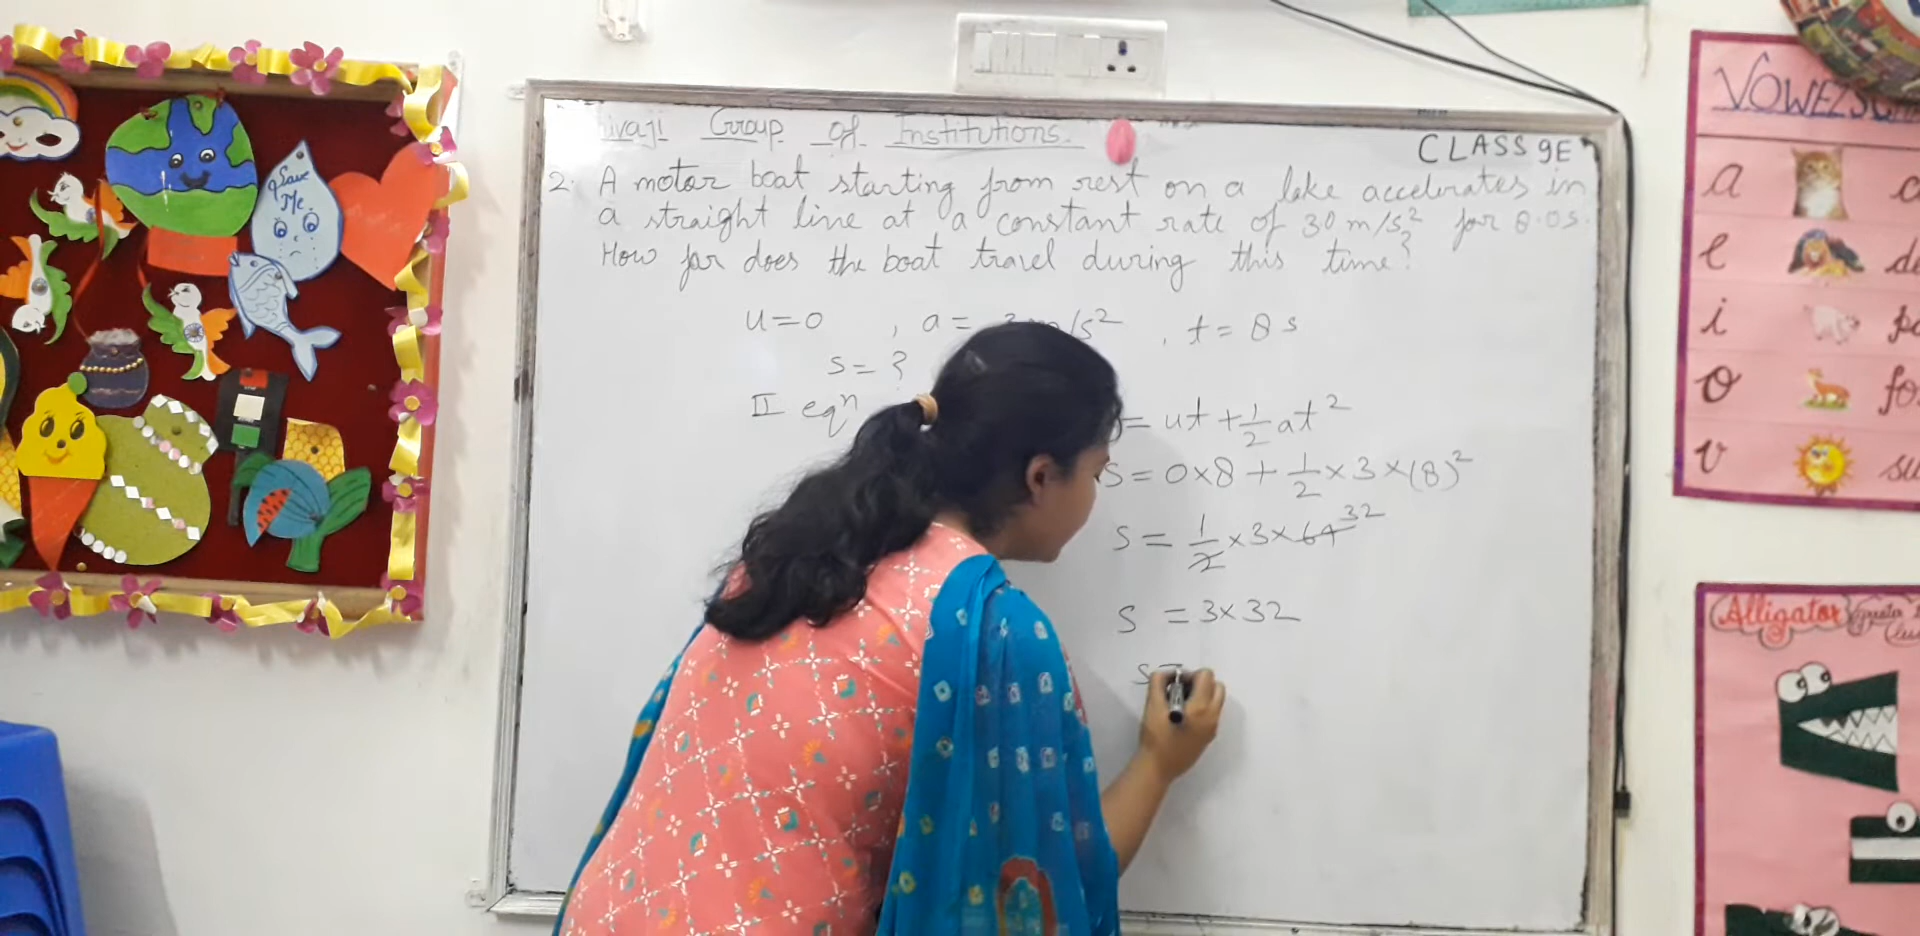 Group of Institutions.
CLASS 9E
2. A motor boat starting from rest on a lake accelerates in
a straight line at a constant rate of 30 m/s² for 8.0s.
How far does the boat travel during this time?
u=0 , a= 3 m/s² , t= 8 s
s= ?
II eqⁿ = ut + 1/2 at²
S = 0×8 + 1/2 × 3 × (8)²
S = 1/2 × 3 × 64 32
S = 3×32
S =
Save
Me
VOWELS
a
e
i
o
v
Alligator